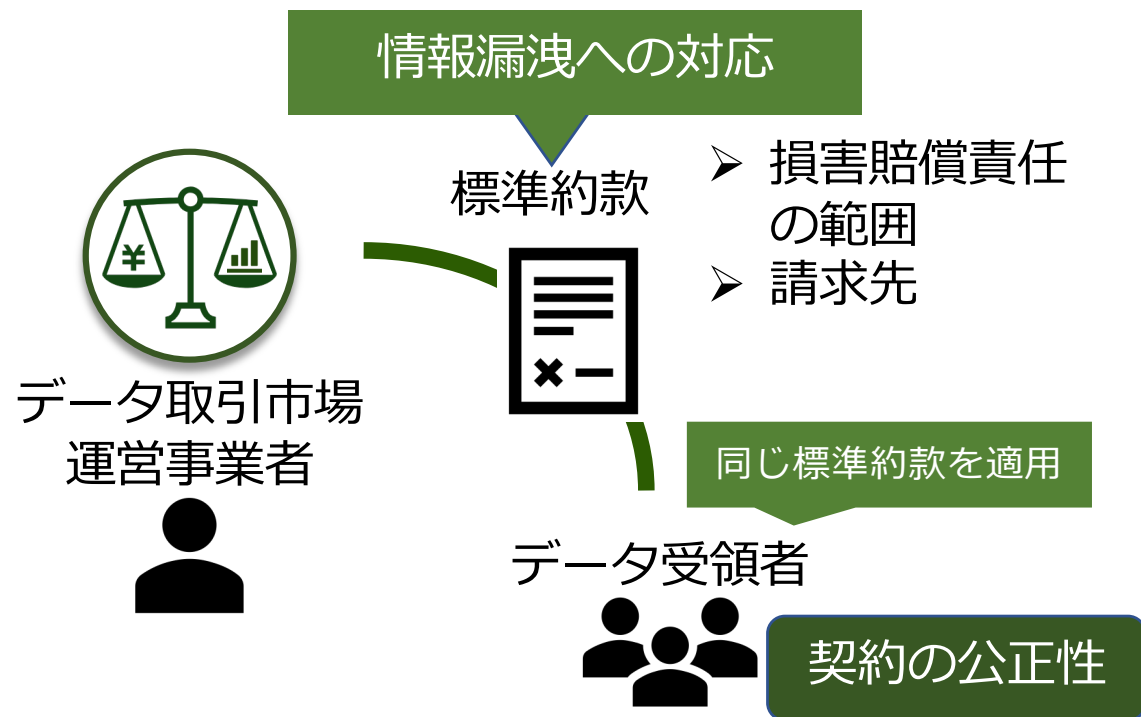 情報漏洩への対応
標準約款
➢ 損害賠償責任
の範囲
➢ 請求先
¥
データ取引市場
運営事業者
同じ標準約款を適用
データ受領者
契約の公正性